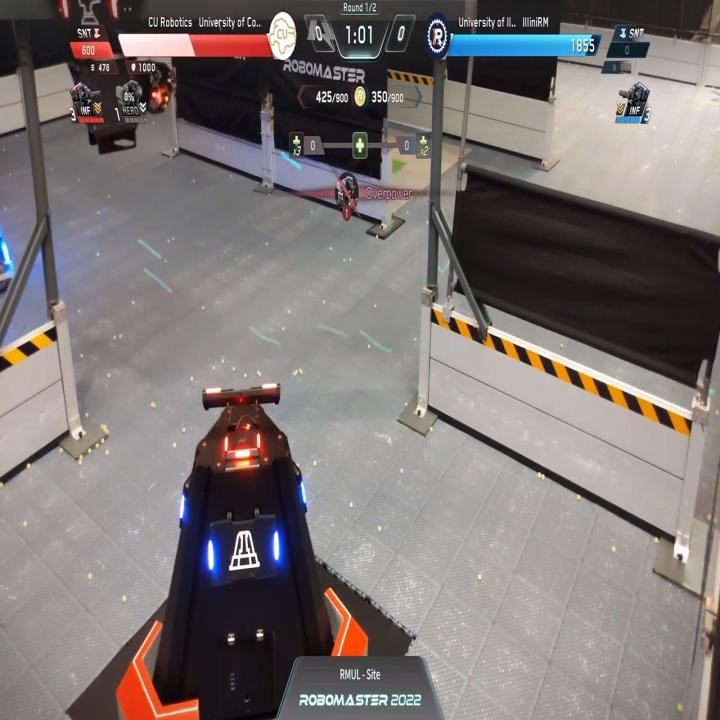 Round 1/2
CU Robotics University of Co..
University of Il.. IlliniRM
SNT
600
0
1:01
0
1855
SNT
0
476
1000
ROBOMASTER
425/900
350/900
3
INF
0%
1
HERO
INF
3
x3
0
0
x2
Overpower
RMUL - Site
ROBOMASTER 2022